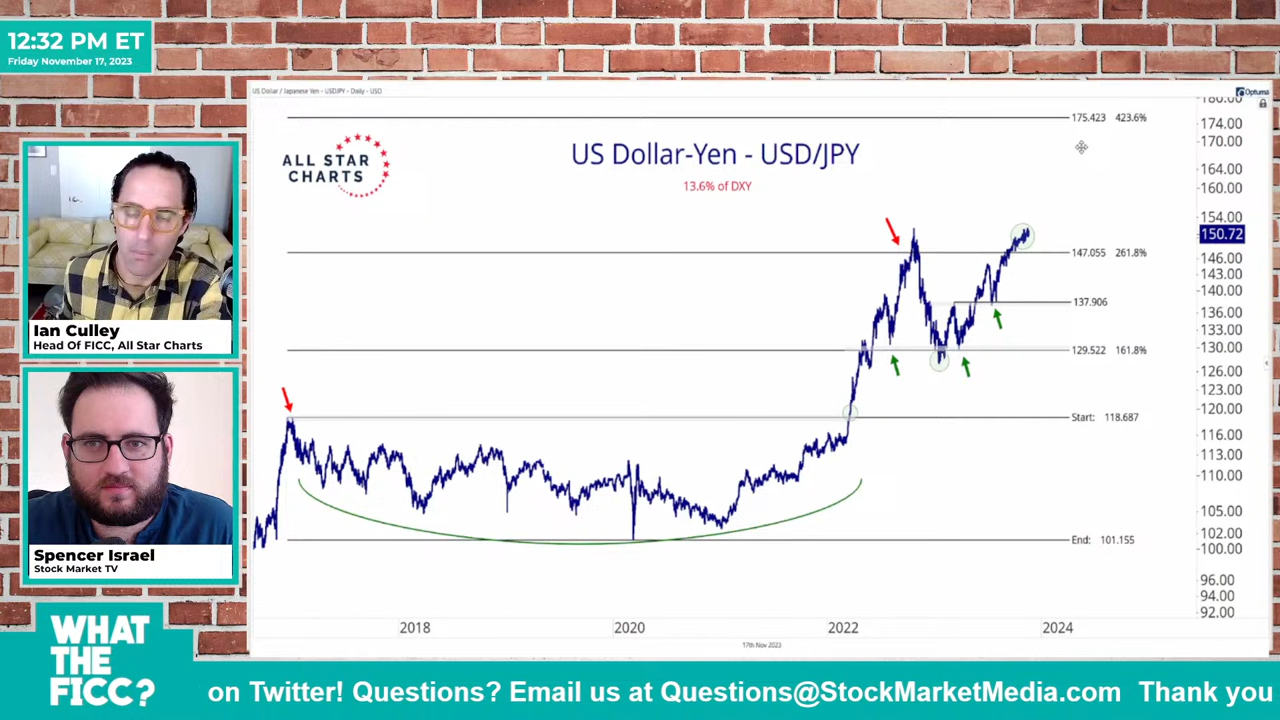 12:32 PM ET
Friday November 17, 2023
Ian Culley
Head Of FICC, All Star Charts
Spencer Israel
Stock Market TV
WHAT
THE
FICC?
US Dollar / Japanese Yen - USDJPY - Daily - USD
Optuma
ALL STAR
CHARTS
US Dollar-Yen - USD/JPY
13.6% of DXY
175.423 423.6%
147.055 261.8%
137.906
129.522 161.8%
Start: 118.687
End: 101.155
180.00
174.00
170.00
164.00
160.00
154.00
150.72
146.00
143.00
140.00
136.00
133.00
130.00
126.00
123.00
120.00
116.00
113.00
110.00
105.00
102.00
100.00
96.00
94.00
92.00
2018 2020 2022 2024
17th Nov 2023
on Twitter! Questions? Email us at Questions@StockMarketMedia.com Thank you